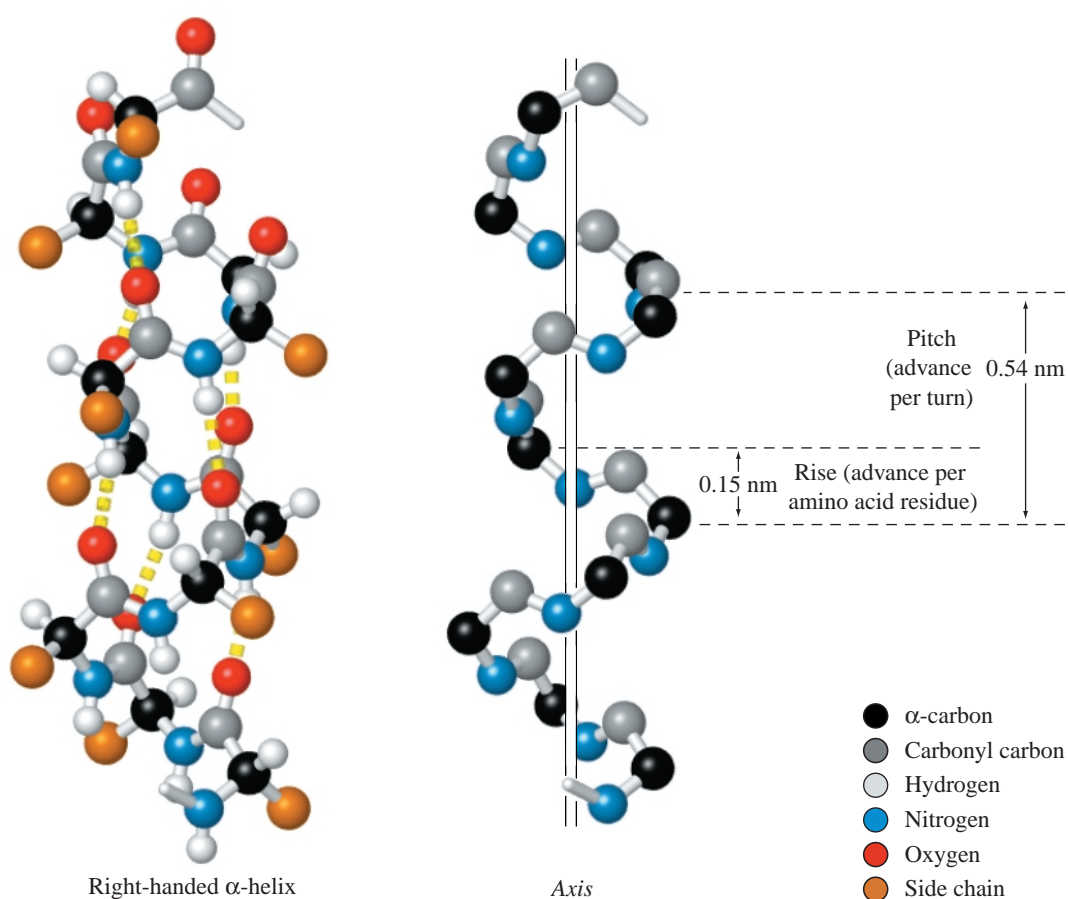 Pitch
(advance
per turn)
0.54 nm
0.15 nm
Rise (advance per
amino acid residue)
α-carbon
Carbonyl carbon
Hydrogen
Nitrogen
Oxygen
Side chain
Right-handed α-helix
Axis